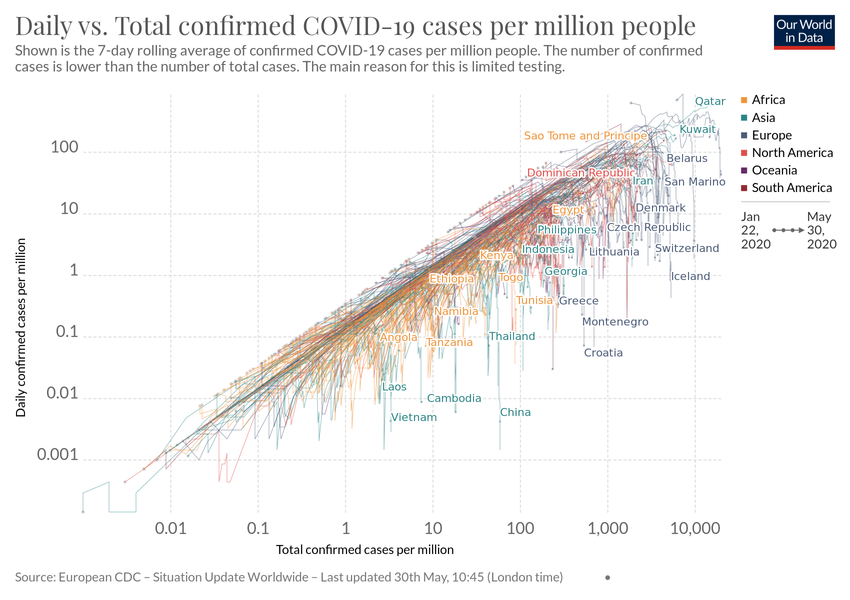 Daily vs. Total confirmed COVID-19 cases per million people
Our World
in Data
Shown is the 7-day rolling average of confirmed COVID-19 cases per million people. The number of confirmed
cases is lower than the number of total cases. The main reason for this is limited testing.
Africa
Asia
Europe
North America
Oceania
South America
Jan
22,
2020
May
30,
2020
Daily confirmed cases per million
100
10
1
0.1
0.01
0.001
Qatar
Kuwait
Sao Tome and Principe
Belarus
Dominican Republic
Iran
San Marino
Egypt
Denmark
Philippines
Czech Republic
Indonesia
Lithuania
Switzerland
Kenya
Georgia
Togo
Iceland
Ethiopia
Tunisia
Greece
Namibia
Montenegro
Angola
Tanzania
Thailand
Croatia
Laos
Cambodia
Vietnam
China
0.01
0.1
1
10
100
1,000
10,000
Total confirmed cases per million
Source: European CDC – Situation Update Worldwide – Last updated 30th May, 10:45 (London time)